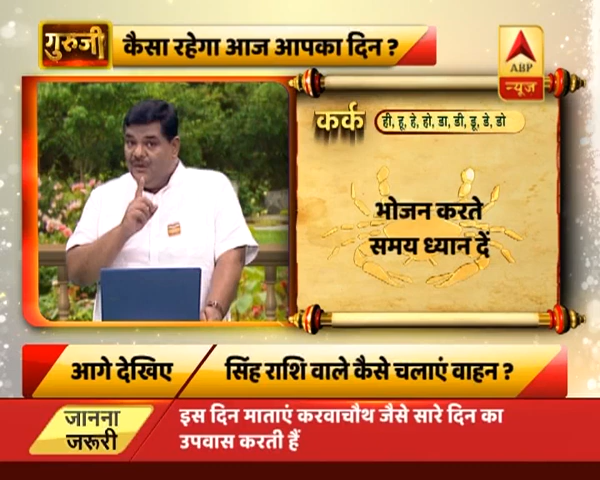 गुरुजी
कैसा रहेगा आज आपका दिन ?
ABP
न्यूज़
कर्क
ही, हू, हे, हो, डा, डी, डू, डे, डो
भोजन करते
समय ध्यान दें
आगे देखिए
सिंह राशि वाले कैसे चलाएं वाहन ?
जानना
जरूरी
इस दिन माताएं करवाचौथ जैसे सारे दिन का
उपवास करती हैं